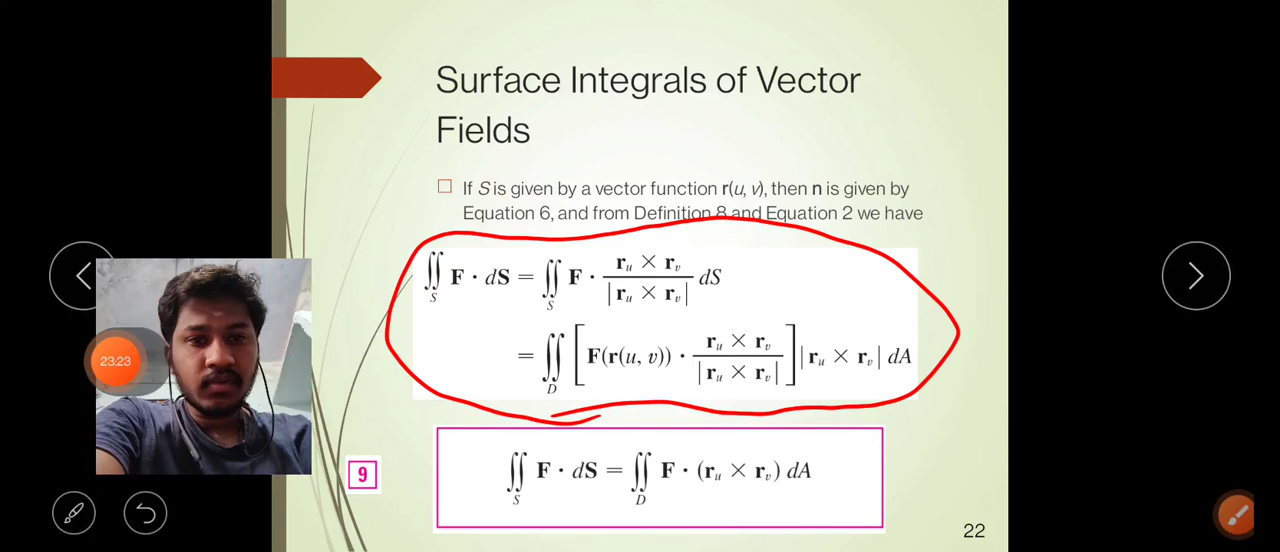 Surface Integrals of Vector
Fields
If S is given by a vector function r(u, v), then n is given by
Equation 6, and from Definition 8 and Equation 2 we have
∬_S F · dS = ∬_S F · (r_u × r_v)/|r_u × r_v| dS
= ∬_D [F(r(u, v)) · (r_u × r_v)/|r_u × r_v|] |r_u × r_v| dA
23:23
9
∬_S F · dS = ∬_D F · (r_u × r_v) dA
22